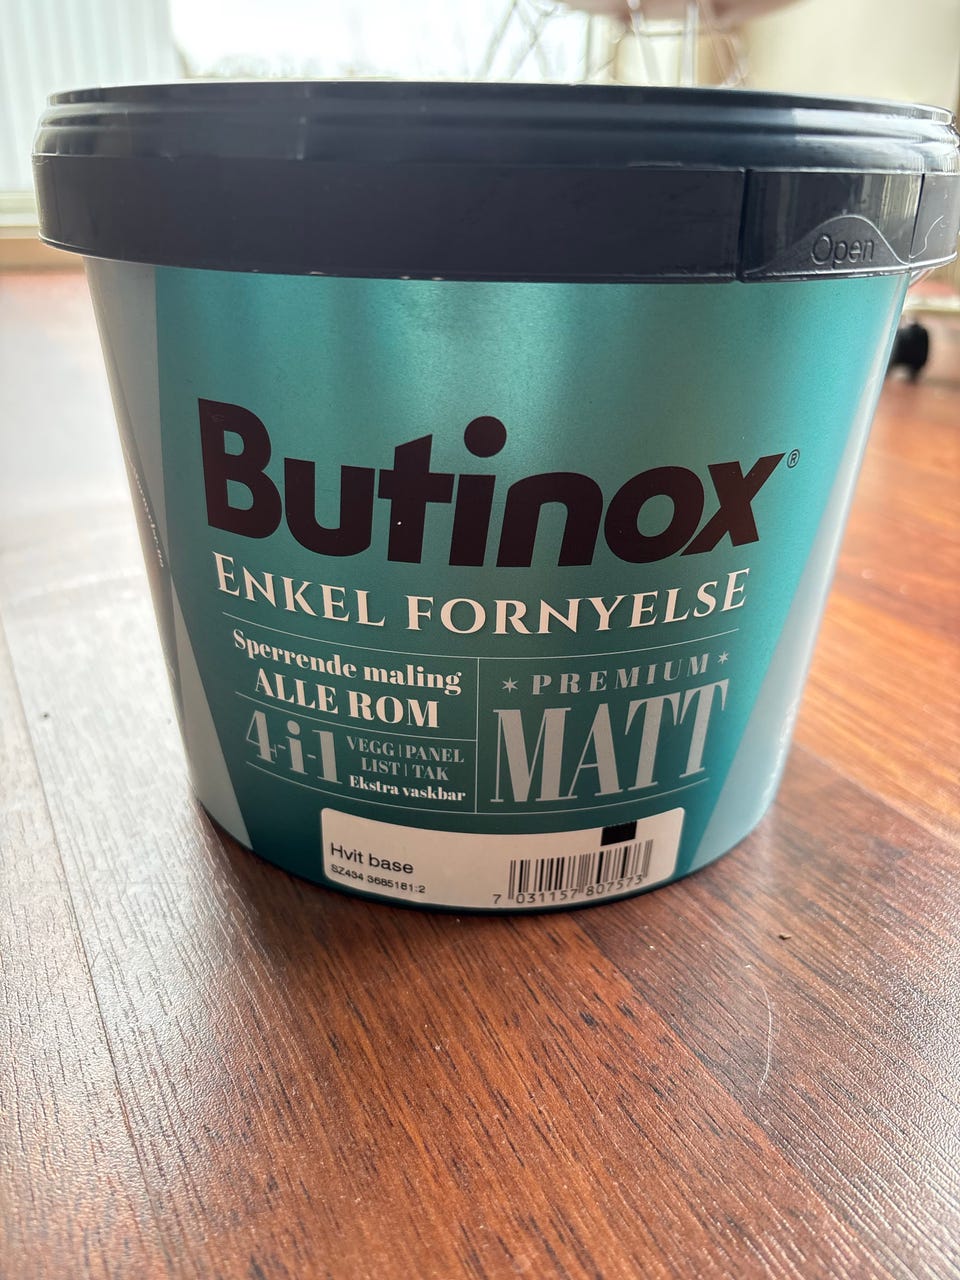 Open
Butinox®
ENKEL FORNYELSE
Sperrende maling
ALLE ROM
4-i-1
VEGG | PANEL
LIST | TAK
Ekstra vaskbar
* PREMIUM *
MATT
Hvit base
SZ434 3685181:2
7 031157 807573